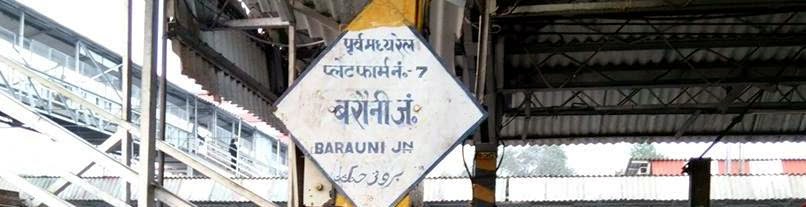 पूर्व मध्य रेल
प्लेटफार्म नं.-7
बरौनी जं.
BARAUNI JN